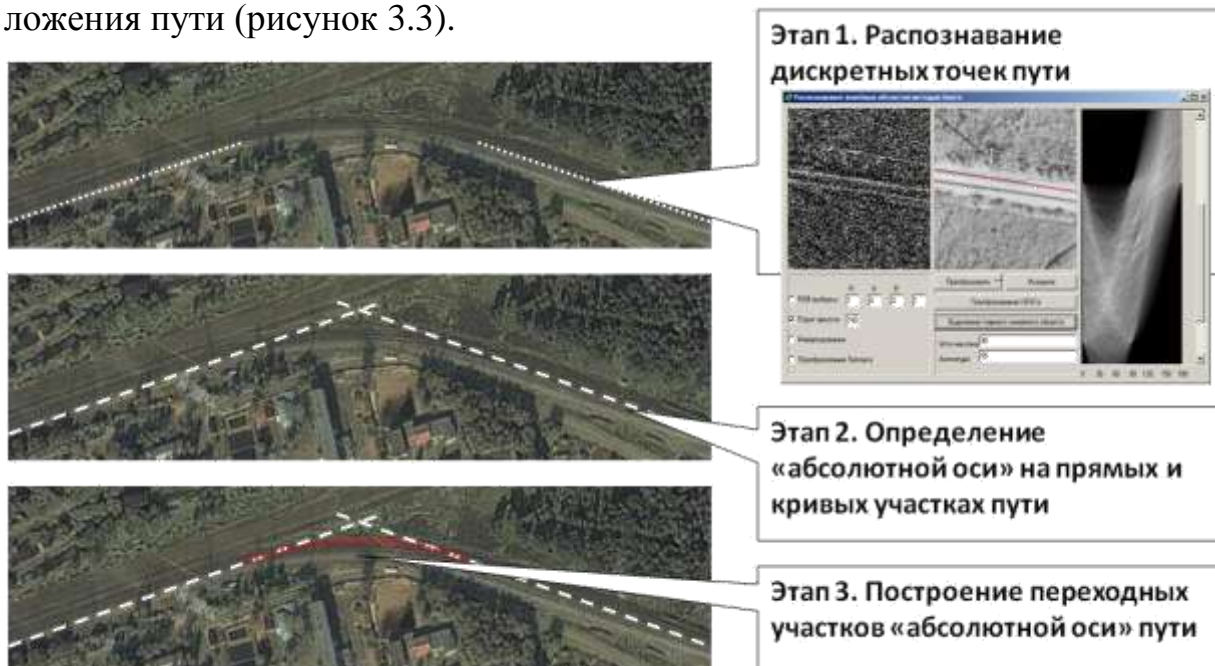 ложения пути (рисунок 3.3).
Этап 1. Распознавание
дискретных точек пути
Этап 2. Определение
«абсолютной оси» на прямых и
кривых участках пути
Этап 3. Построение переходных
участков «абсолютной оси» пути